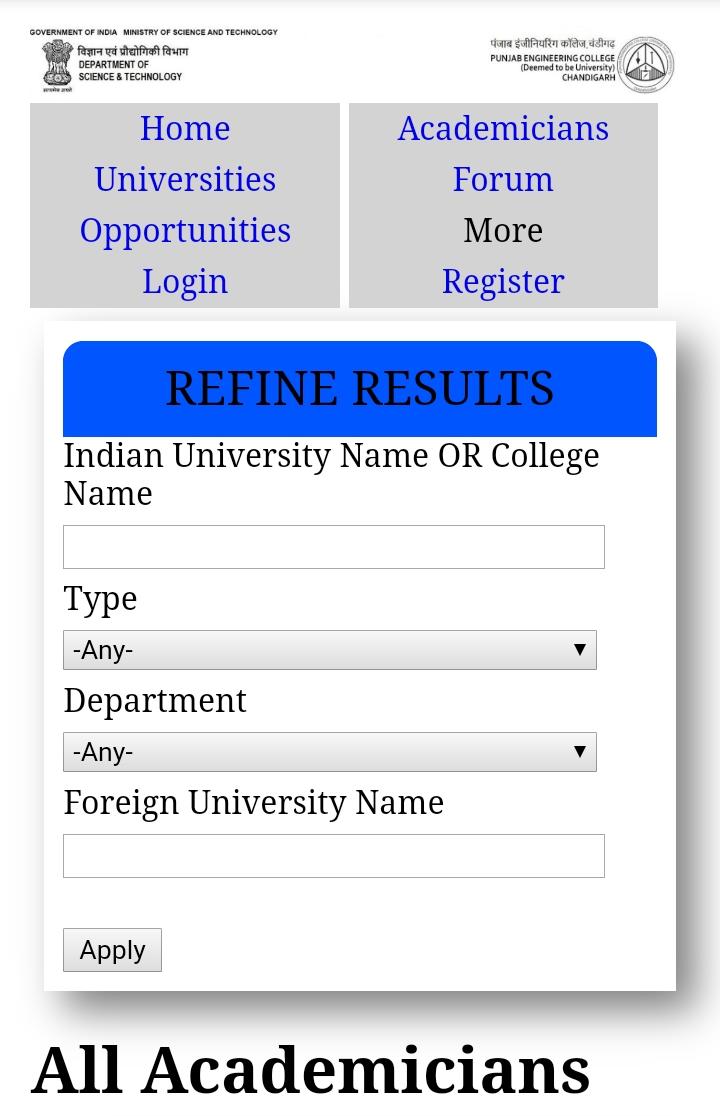 GOVERNMENT OF INDIA MINISTRY OF SCIENCE AND TECHNOLOGY
विज्ञान एवं प्रौद्योगिकी विभाग
DEPARTMENT OF
SCIENCE & TECHNOLOGY
सत्यमेव जयते
पंजाब इंजीनियरिंग कॉलेज, चंडीगढ़
PUNJAB ENGINEERING COLLEGE
(Deemed to be University)
CHANDIGARH
Home
Academicians
Universities
Forum
Opportunities
More
Login
Register
REFINE RESULTS
Indian University Name OR College
Name
Type
-Any-
Department
-Any-
Foreign University Name
Apply
All Academicians